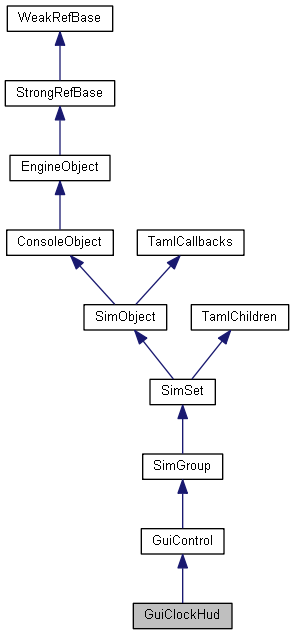 WeakRefBase
StrongRefBase
EngineObject
ConsoleObject
TamlCallbacks
SimObject
TamlChildren
SimSet
SimGroup
GuiControl
GuiClockHud